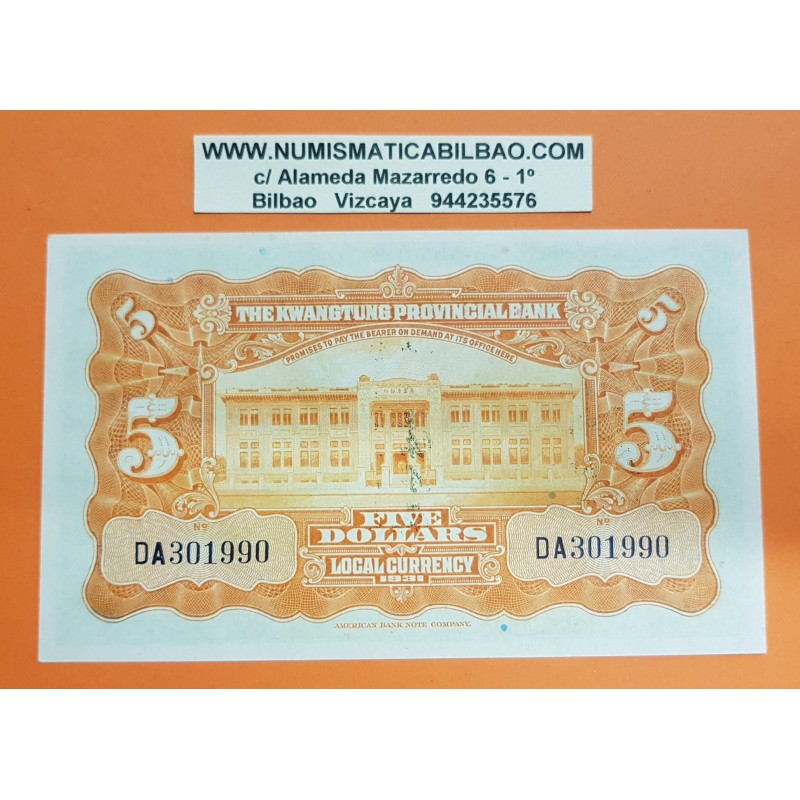 WWW.NUMISMATICABILBAO.COM
c/ Alameda Mazarredo 6 - 1º
Bilbao Vizcaya 944235576
5 5
THE KWANGTUNG PROVINCIAL BANK
PROMISES TO PAY THE BEARER ON DEMAND AT ITS OFFICE HERE
5 5
Nº Nº
DA301990 DA301990
FIVE
DOLLARS
LOCAL CURRENCY
1931
AMERICAN BANK NOTE COMPANY.